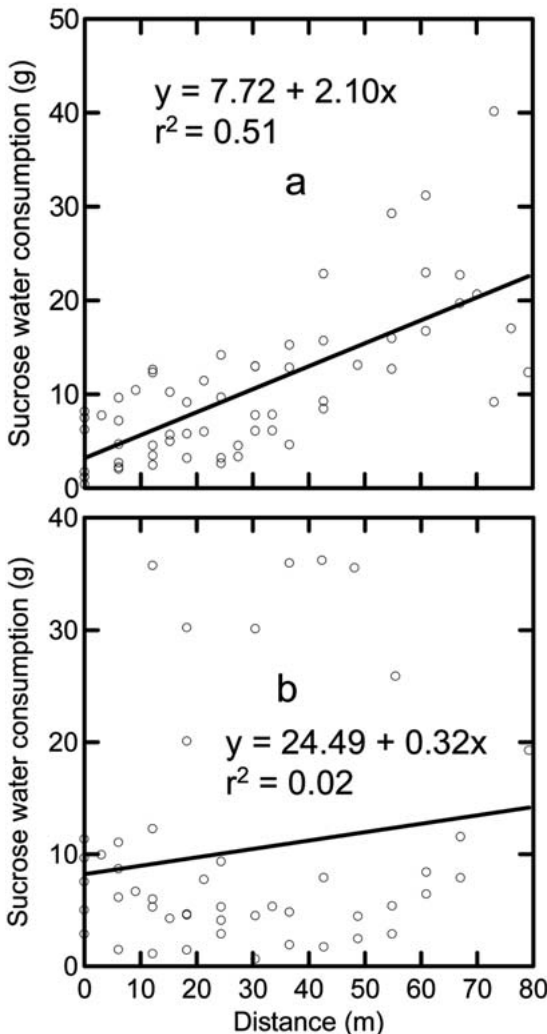 50
40
30
20
10
0
Sucrose water consumption (g)
y = 7.72 + 2.10x
r² = 0.51
a
40
30
20
10
0
Sucrose water consumption (g)
b
y = 24.49 + 0.32x
r² = 0.02
0 10 20 30 40 50 60 70 80
Distance (m)